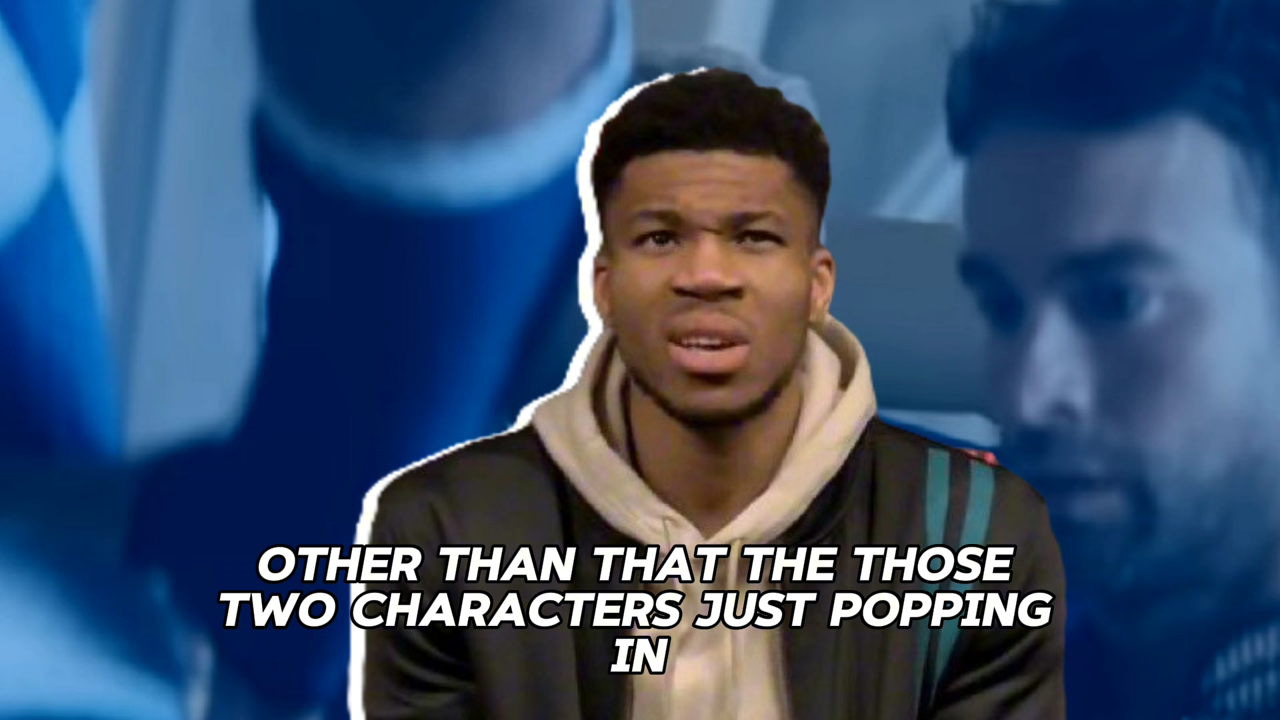 OTHER THAN THAT THE THOSE
TWO CHARACTERS JUST POPPING
IN